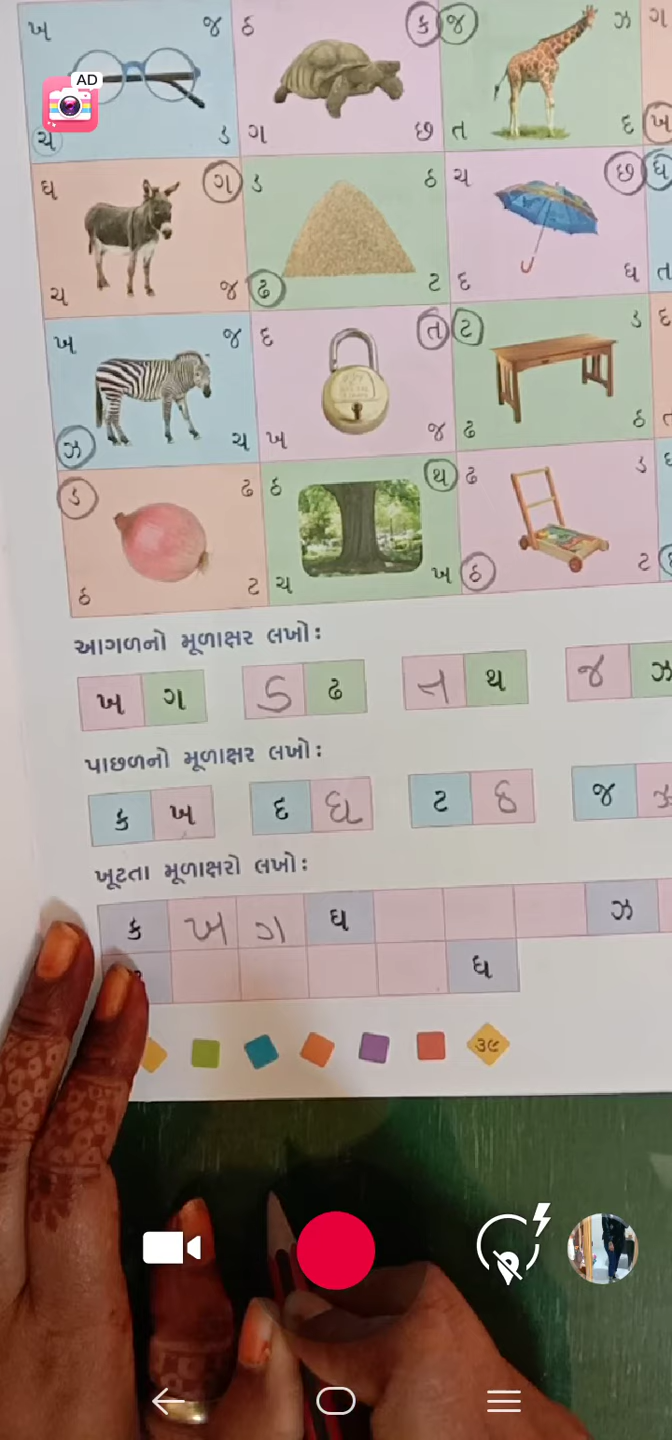 ખ જ ઠ ક જ ઝ ગ
AD
ચ ડ ગ છ ત દ ખ
ઘ ગ ડ ઠ ચ છ ધ
ચ જ ઢ ટ દ ઘ ત
ખ જ દ ત ટ ડ દ
ઝ ચ ખ જ ઢ ઠ ત
ડ ઢ ઠ થ ઢ ડ
ઠ ટ ચ ખ ઠ ટ
આગળનો મૂળાક્ષર લખો :
ખ ગ ડ ઢ ત થ જ ઝ
પાછળનો મૂળાક્ષર લખો :
ક ખ દ ધ ટ ઠ જ ઝ
ખૂટતા મૂળાક્ષરો લખો :
ક ખ ગ ઘ ઝ
ધ
૩૯